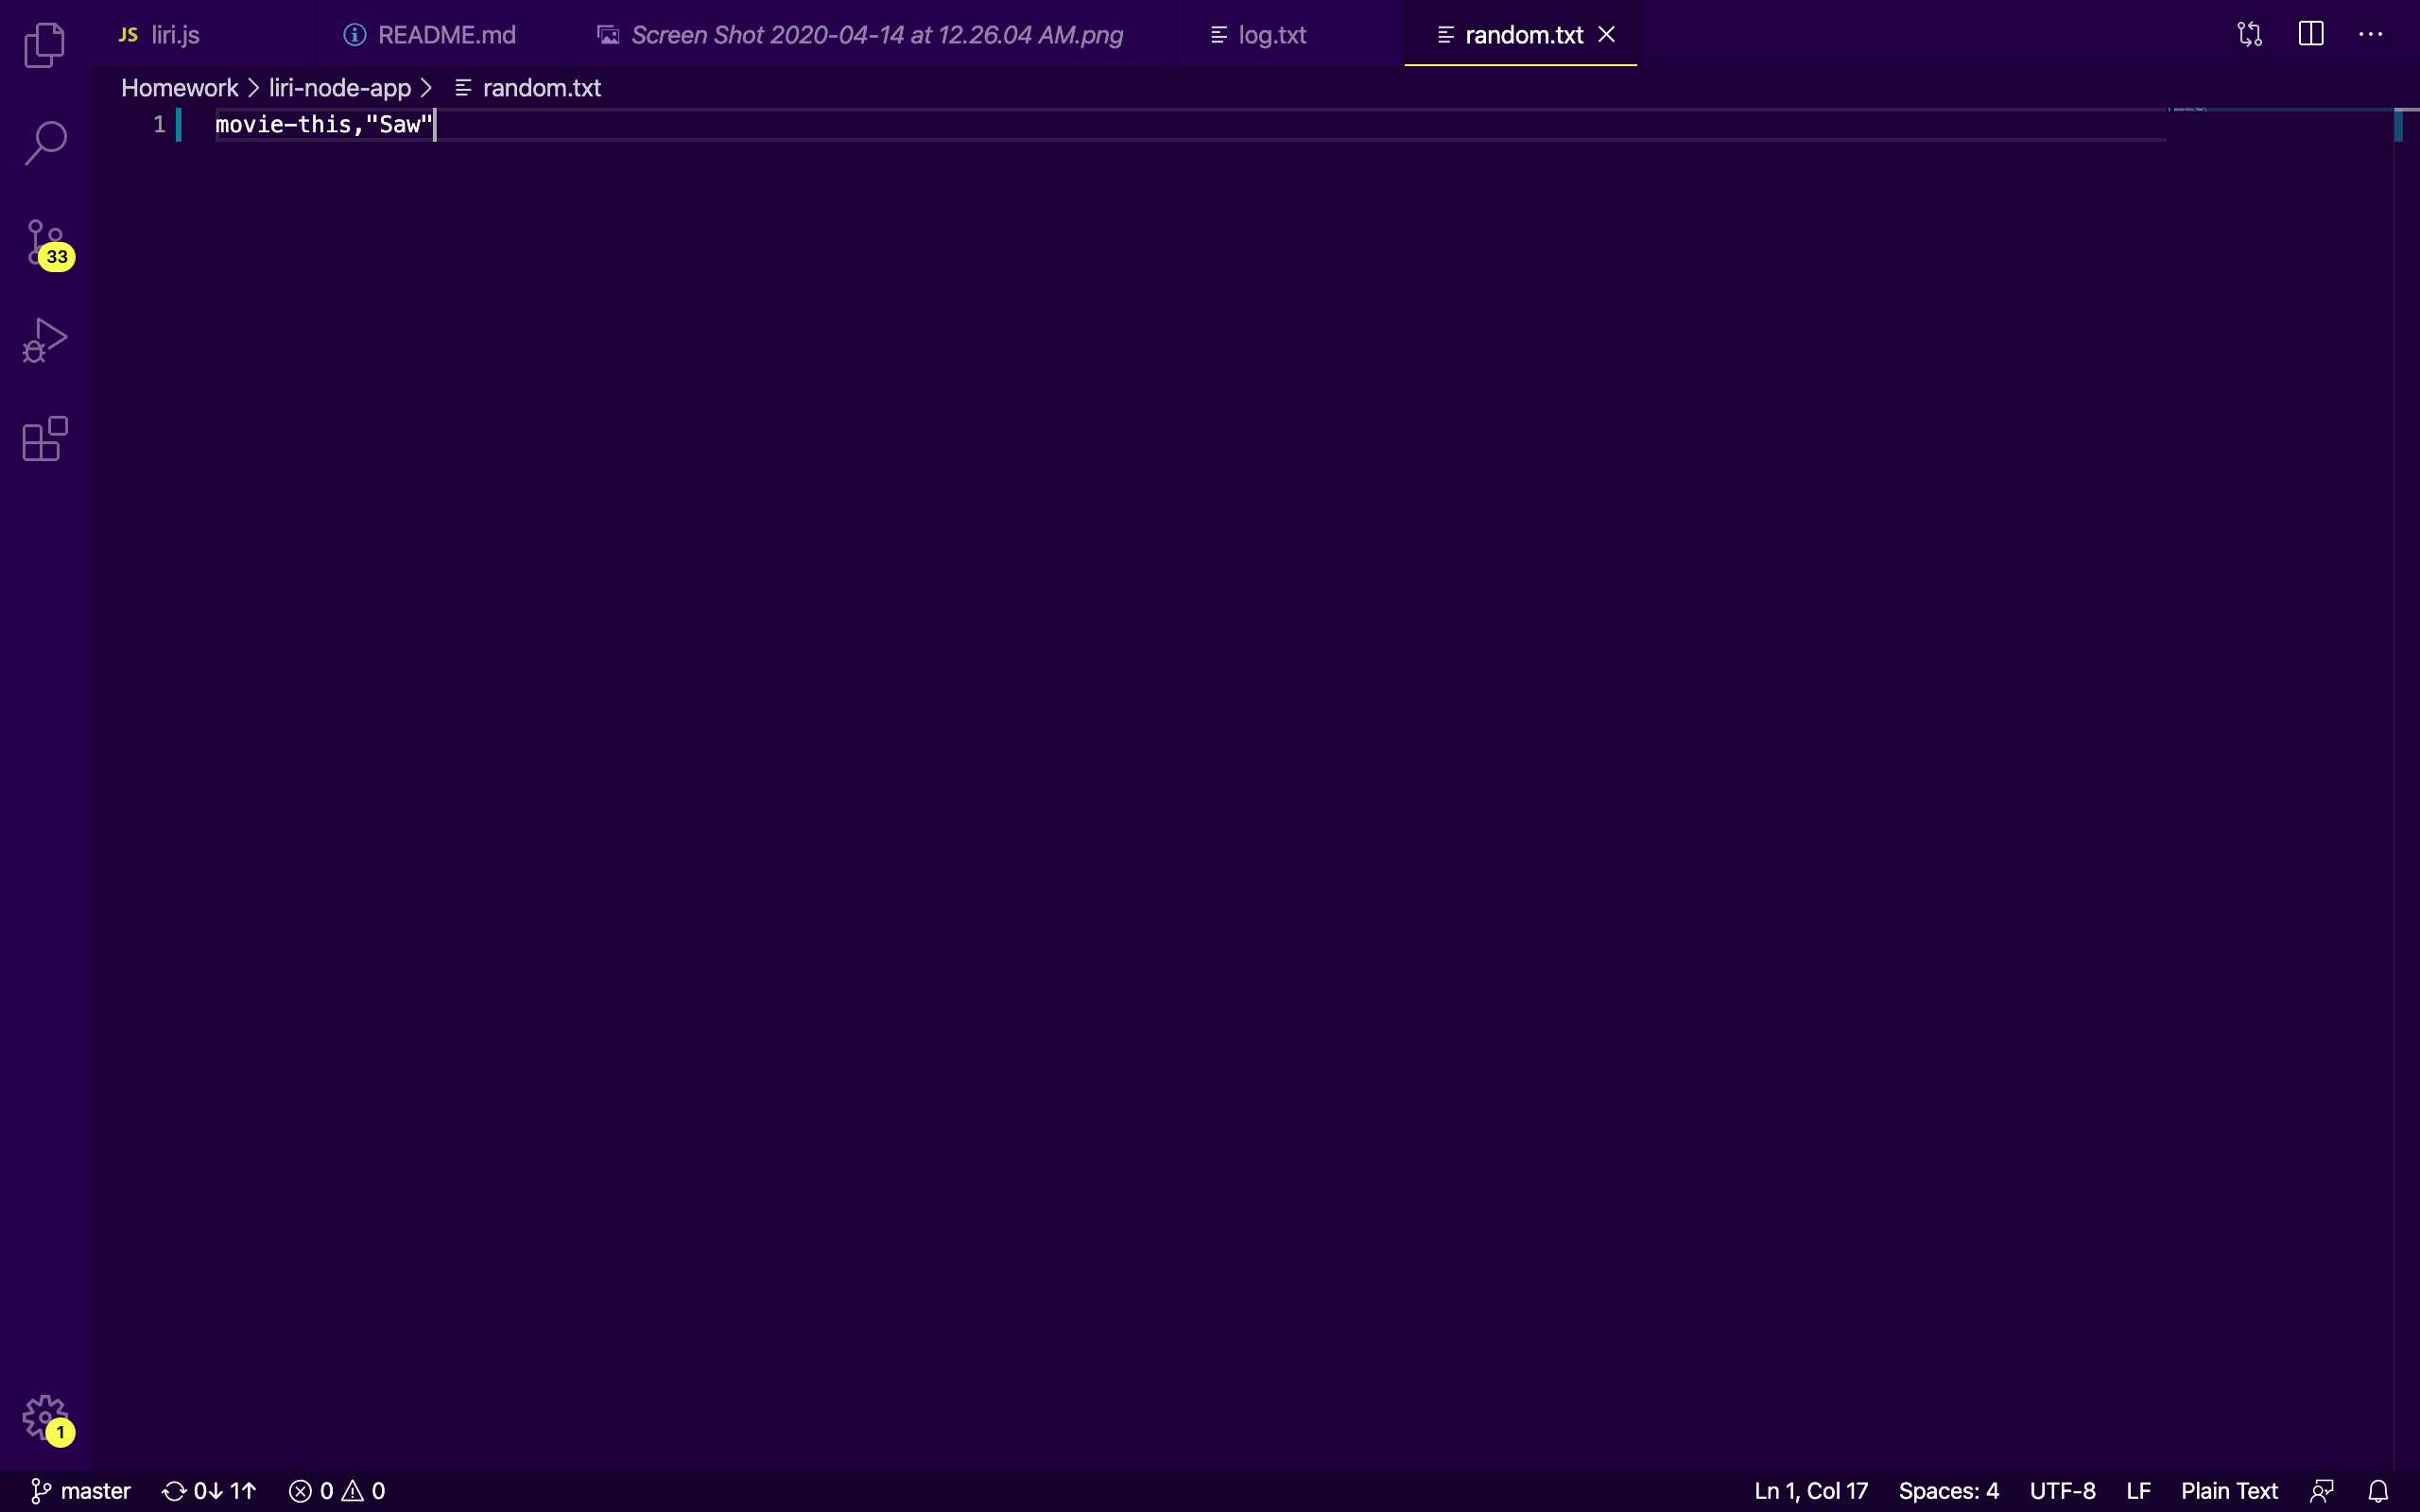 JS liri.js README.md Screen Shot 2020-04-14 at 12.26.04 AM.png log.txt random.txt
Homework liri-node-app random.txt
1 movie-this,"Saw"
33
1
master 0↓ 1↑ 0 0 Ln 1, Col 17 Spaces: 4 UTF-8 LF Plain Text